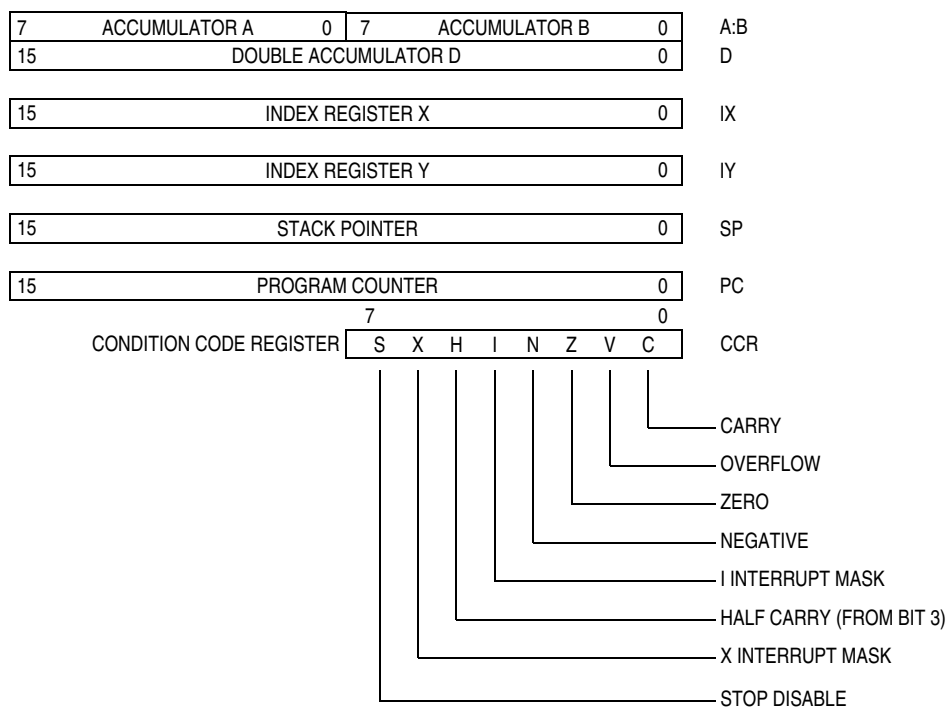 7 ACCUMULATOR A 0 7 ACCUMULATOR B 0 A:B
15 DOUBLE ACCUMULATOR D 0 D
15 INDEX REGISTER X 0 IX
15 INDEX REGISTER Y 0 IY
15 STACK POINTER 0 SP
15 PROGRAM COUNTER 0 PC
7 0
CONDITION CODE REGISTER S X H I N Z V C CCR
CARRY
OVERFLOW
ZERO
NEGATIVE
I INTERRUPT MASK
HALF CARRY (FROM BIT 3)
X INTERRUPT MASK
STOP DISABLE